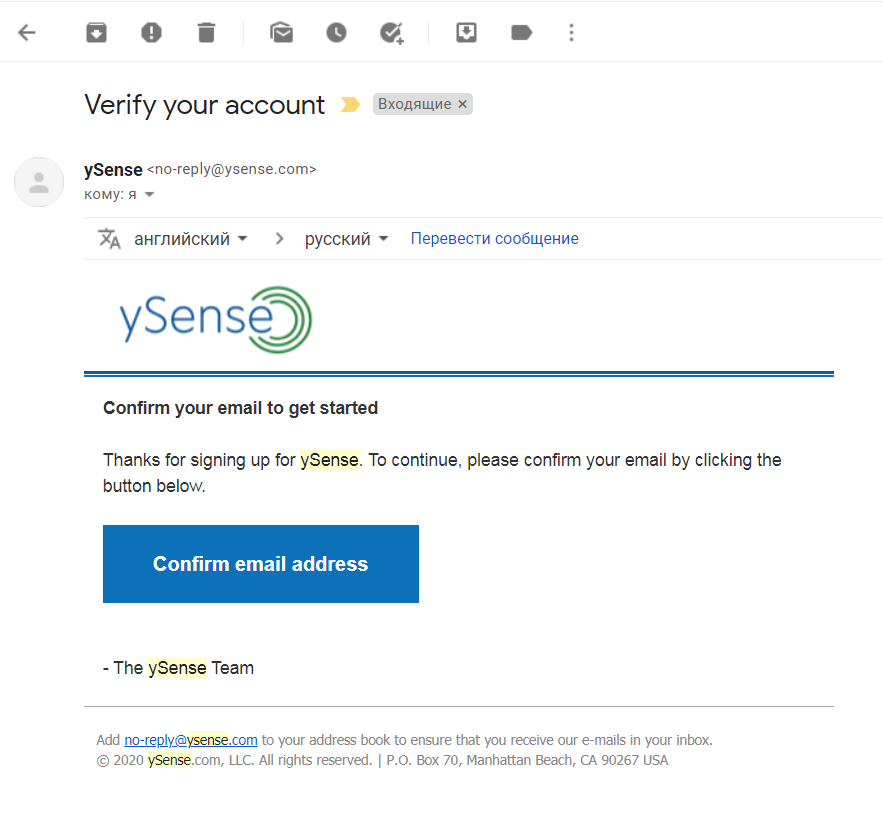 Verify your account Входящие ×
ySense <no-reply@ysense.com>
кому: я
английский > русский Перевести сообщение
ySense
Confirm your email to get started
Thanks for signing up for ySense. To continue, please confirm your email by clicking the
button below.
Confirm email address
- The ySense Team
Add no-reply@ysense.com to your address book to ensure that you receive our e-mails in your inbox.
© 2020 ySense.com, LLC. All rights reserved. | P.O. Box 70, Manhattan Beach, CA 90267 USA